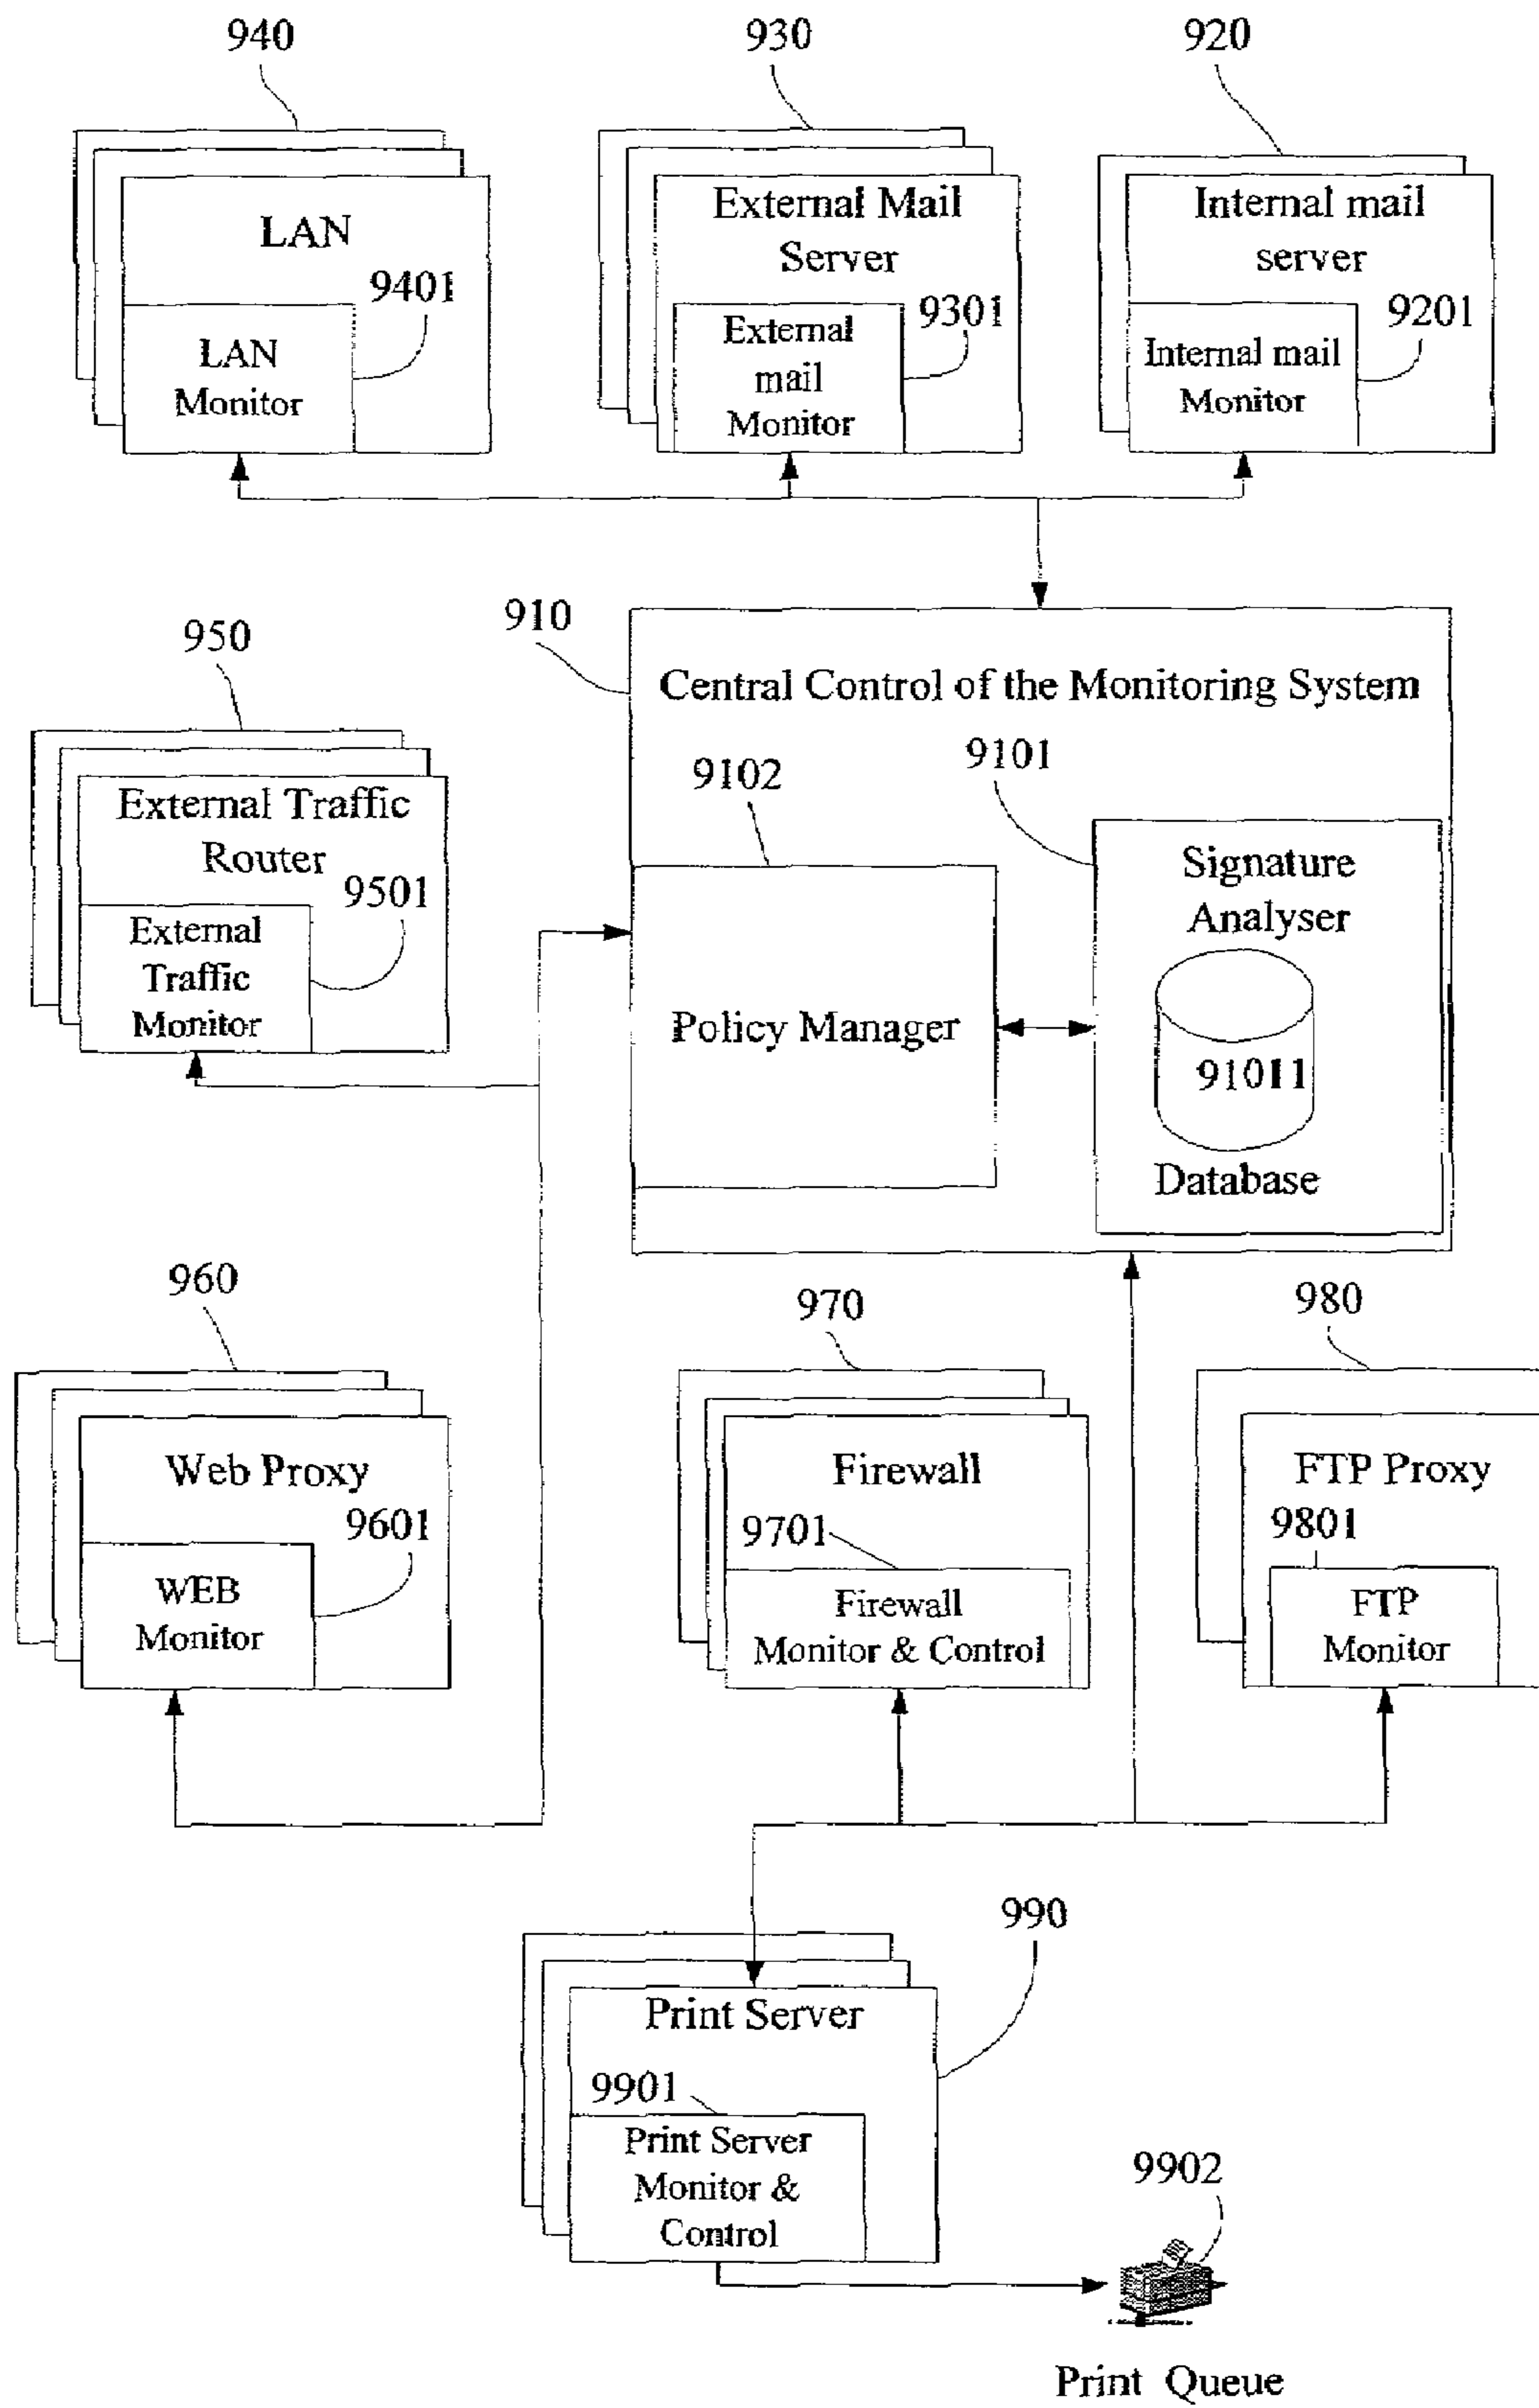 940
930
920
LAN
External Mail
Server
Internal mail
server
9401
9301
9201
LAN
Monitor
External
mail
Monitor
Internal mail
Monitor
910
950
Central Control of the Monitoring System
9102
9101
External Traffic
Router
9501
External
Traffic
Monitor
Signature
Analyser
Policy Manager
91011
Database
960
970
980
Web Proxy
Firewall
FTP Proxy
9601
9701
9801
WEB
Monitor
Firewall
Monitor & Control
FTP
Monitor
990
Print Server
9901
Print Server
Monitor &
Control
9902
Print Queue